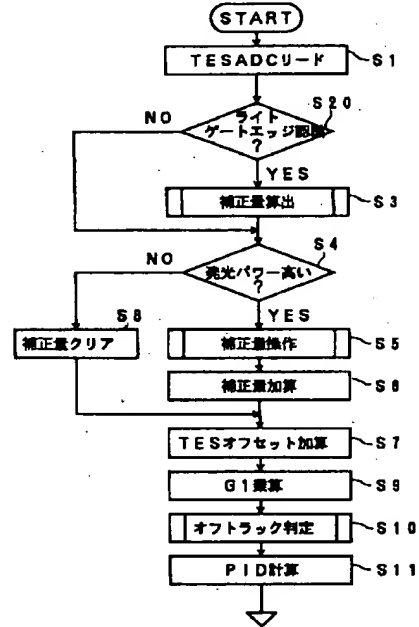 START
TESADCリード S1
S20
ライト
ゲートエッジ認識
?
NO
YES
補正量算出 S3
S4
発光パワー高い
?
NO
YES
S8
補正量クリア
補正量操作 S5
補正量加算 S6
TESオフセット加算 S7
G1乗算 S9
オフトラック判定 S10
PID計算 S11